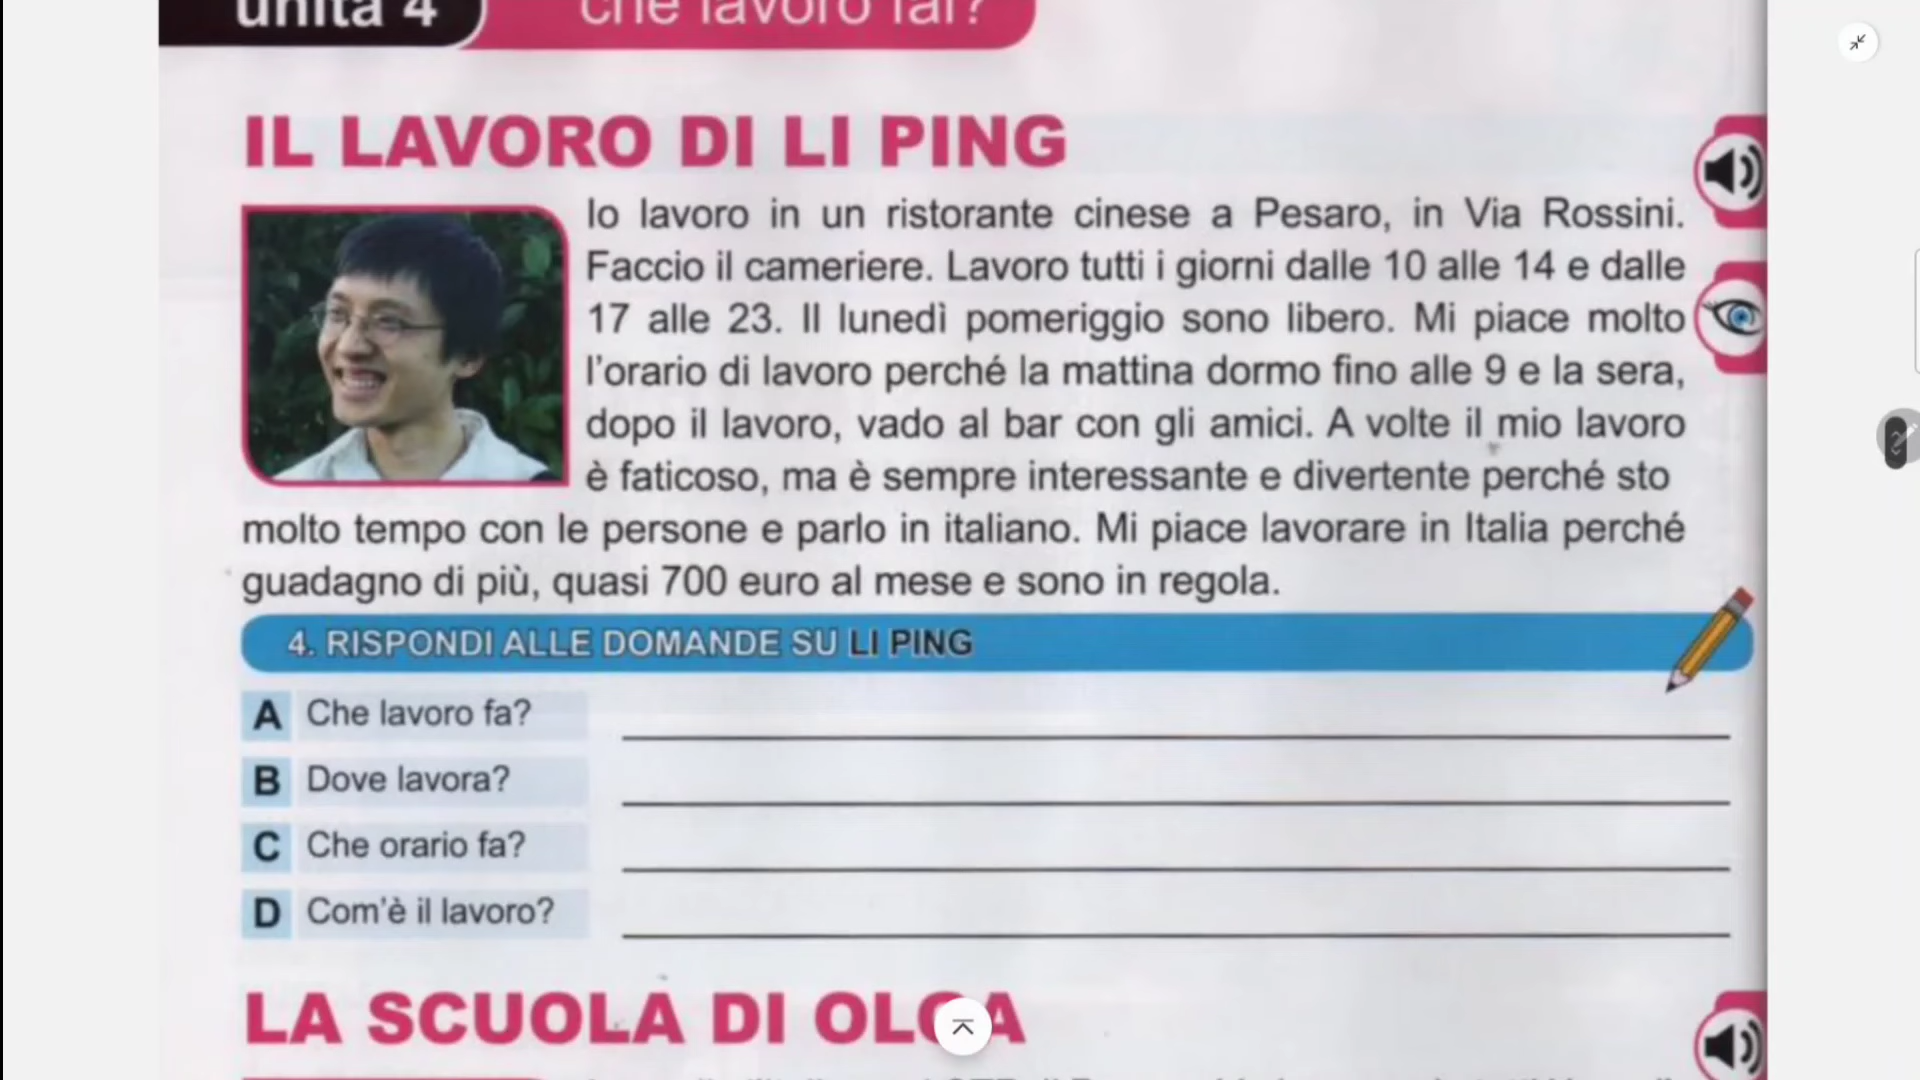 unità 4 che lavoro fai?
IL LAVORO DI LI PING
Io lavoro in un ristorante cinese a Pesaro, in Via Rossini.
Faccio il cameriere. Lavoro tutti i giorni dalle 10 alle 14 e dalle
17 alle 23. Il lunedì pomeriggio sono libero. Mi piace molto
l'orario di lavoro perché la mattina dormo fino alle 9 e la sera,
dopo il lavoro, vado al bar con gli amici. A volte il mio lavoro
è faticoso, ma è sempre interessante e divertente perché sto
molto tempo con le persone e parlo in italiano. Mi piace lavorare in Italia perché
guadagno di più, quasi 700 euro al mese e sono in regola.
4. RISPONDI ALLE DOMANDE SU LI PING
A Che lavoro fa?
B Dove lavora?
C Che orario fa?
D Com'è il lavoro?
LA SCUOLA DI OLGA